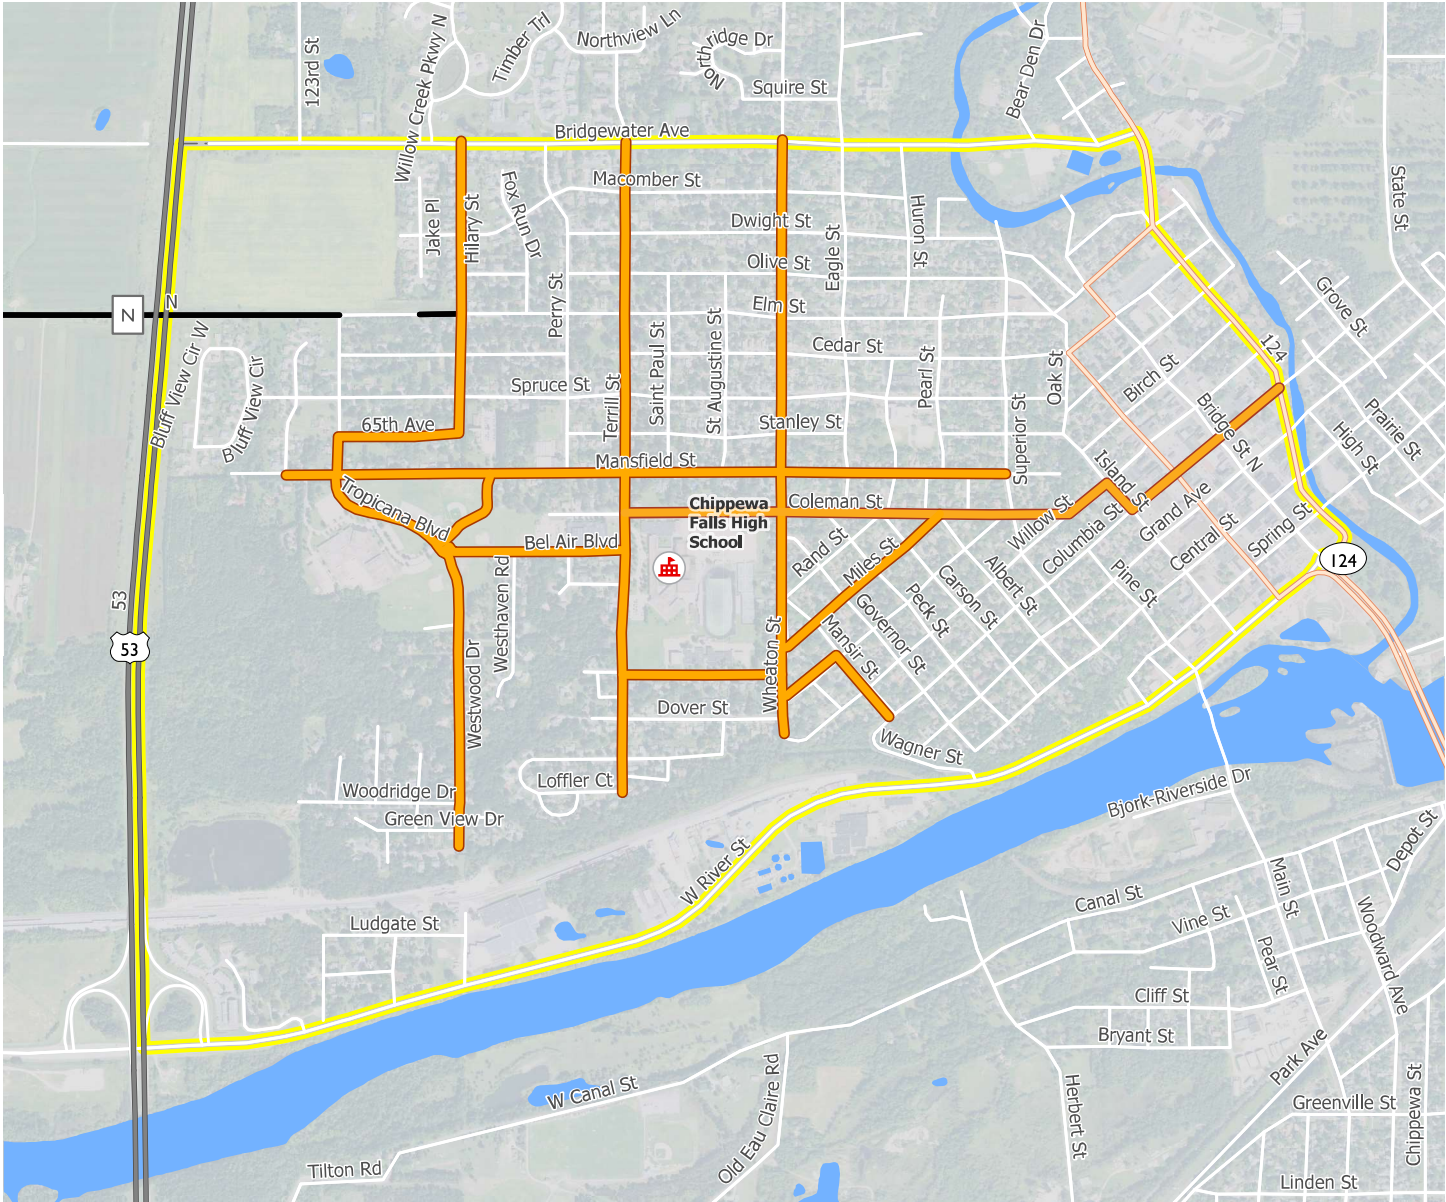 123rd St
Willow Creek Pkwy N
Timber Trl
Northview Ln
Northridge Dr
Squire St
Bear Den Dr
Bridgewater Ave
Macomber St
Jake Pl
Hilary St
Fox Run Dr
Dwight St
Olive St
Eagle St
Huron St
State St
N
N
Perry St
Elm St
Grove St
Bluff View Cir W
Bluff View Cir
Saint Paul St
St Augustine St
Cedar St
Pearl St
Oak St
124
Birch St
Spruce St
Terrill St
Stanley St
Superior St
Bridge St N
Prairie St
High St
65th Ave
Mansfield St
Island St
Tropicana Blvd
Chippewa
Falls High
School
Coleman St
Willow St
Columbia St
Grand Ave
Central St
Spring St
Bel Air Blvd
Rand St
Miles St
Albert St
Carson St
Peck St
Pine St
124
53
53
Westhaven Rd
Governor St
Mansir St
Wheaton St
Westwood Dr
Dover St
Wagner St
Loffler Ct
Woodridge Dr
Green View Dr
Bjork-Riverside Dr
W River St
Depot St
Main St
Canal St
Vine St
Woodward Ave
Ludgate St
Pear St
Cliff St
Bryant St
Park Ave
W Canal St
Old Eau Claire Rd
Herbert St
Greenville St
Chippewa St
Tilton Rd
Linden St